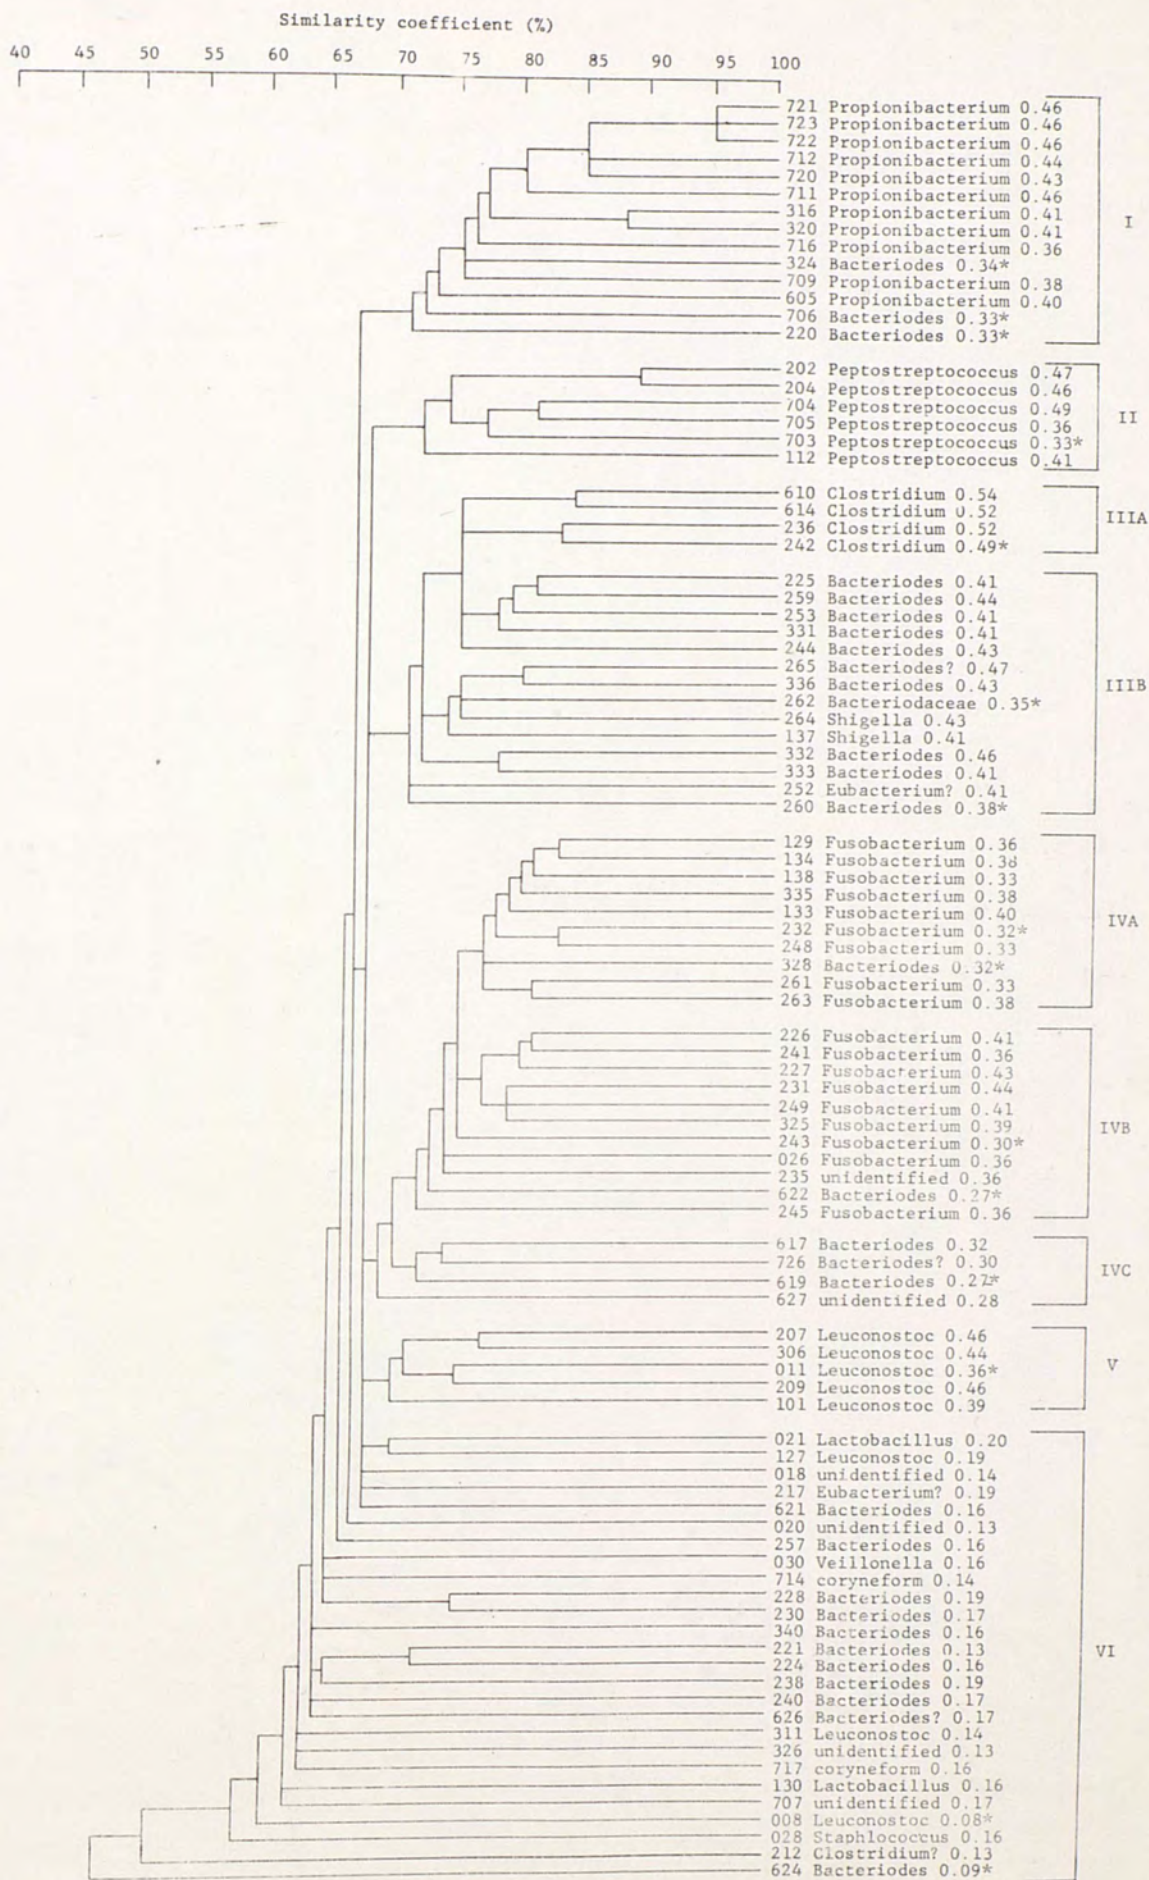 Similarity coefficient (%)
40 45 50 55 60 65 70 75 80 85 90 95 100
721 Propionibacterium 0.46
723 Propionibacterium 0.46
722 Propionibacterium 0.46
712 Propionibacterium 0.44
720 Propionibacterium 0.43
711 Propionibacterium 0.46
316 Propionibacterium 0.41
I
320 Propionibacterium 0.41
716 Propionibacterium 0.36
324 Bacteriodes 0.34*
709 Propionibacterium 0.38
605 Propionibacterium 0.40
706 Bacteriodes 0.33*
220 Bacteriodes 0.33*
202 Peptostreptococcus 0.47
204 Peptostreptococcus 0.46
704 Peptostreptococcus 0.49
II
705 Peptostreptococcus 0.36
703 Peptostreptococcus 0.33*
112 Peptostreptococcus 0.41
610 Clostridium 0.54
614 Clostridium 0.52
IIIA
236 Clostridium 0.52
242 Clostridium 0.49*
225 Bacteriodes 0.41
259 Bacteriodes 0.44
253 Bacteriodes 0.41
331 Bacteriodes 0.41
244 Bacteriodes 0.43
265 Bacteriodes? 0.47
336 Bacteriodes 0.43
IIIB
262 Bacteriodaceae 0.35*
264 Shigella 0.43
137 Shigella 0.41
332 Bacteriodes 0.46
333 Bacteriodes 0.41
252 Eubacterium? 0.41
260 Bacteriodes 0.38*
129 Fusobacterium 0.36
134 Fusobacterium 0.38
138 Fusobacterium 0.33
335 Fusobacterium 0.38
133 Fusobacterium 0.40
IVA
232 Fusobacterium 0.32*
248 Fusobacterium 0.33
328 Bacteriodes 0.32*
261 Fusobacterium 0.33
263 Fusobacterium 0.38
226 Fusobacterium 0.41
241 Fusobacterium 0.36
227 Fusobacterium 0.43
231 Fusobacterium 0.44
249 Fusobacterium 0.41
325 Fusobacterium 0.39
IVB
243 Fusobacterium 0.30*
026 Fusobacterium 0.36
235 unidentified 0.36
622 Bacteriodes 0.27*
245 Fusobacterium 0.36
617 Bacteriodes 0.32
726 Bacteriodes? 0.30
IVC
619 Bacteriodes 0.27*
627 unidentified 0.28
207 Leuconostoc 0.46
306 Leuconostoc 0.44
V
011 Leuconostoc 0.36*
209 Leuconostoc 0.46
101 Leuconostoc 0.39
021 Lactobacillus 0.20
127 Leuconostoc 0.19
018 unidentified 0.14
217 Eubacterium? 0.19
621 Bacteriodes 0.16
020 unidentified 0.13
257 Bacteriodes 0.16
030 Veillonella 0.16
714 coryneform 0.14
228 Bacteriodes 0.19
230 Bacteriodes 0.17
340 Bacteriodes 0.16
221 Bacteriodes 0.13
VI
224 Bacteriodes 0.16
238 Bacteriodes 0.19
240 Bacteriodes 0.17
626 Bacteriodes? 0.17
311 Leuconostoc 0.14
326 unidentified 0.13
717 coryneform 0.16
130 Lactobacillus 0.16
707 unidentified 0.17
008 Leuconostoc 0.08*
028 Staphlococcus 0.16
212 Clostridium? 0.13
624 Bacteriodes 0.09*